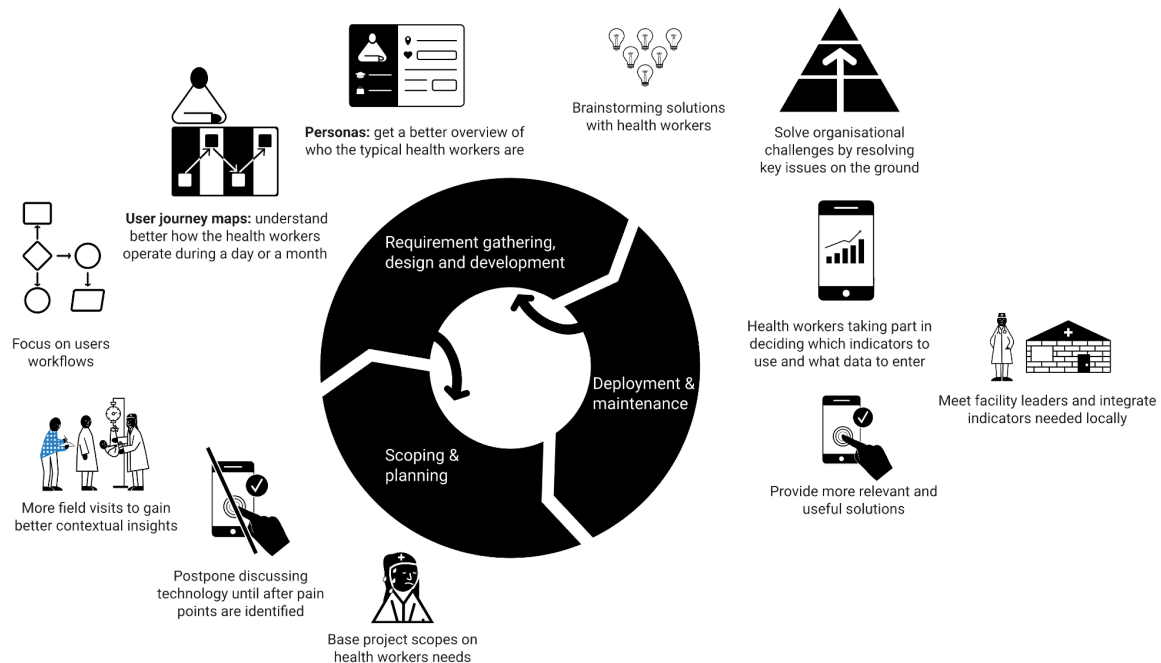 Personas: get a better overview of
who the typical health workers are
Brainstorming solutions
with health workers
Solve organisational
challenges by resolving
key issues on the ground
User journey maps: understand
better how the health workers
operate during a day or a month
Requirement gathering,
design and development
Focus on users
workflows
Health workers taking part in
deciding which indicators to
use and what data to enter
Deployment &
maintenance
Meet facility leaders and integrate
indicators needed locally
Scoping &
planning
More field visits to gain
better contextual insights
Provide more relevant and
useful solutions
Postpone discussing
technology until after pain
points are identified
Base project scopes on
health workers needs